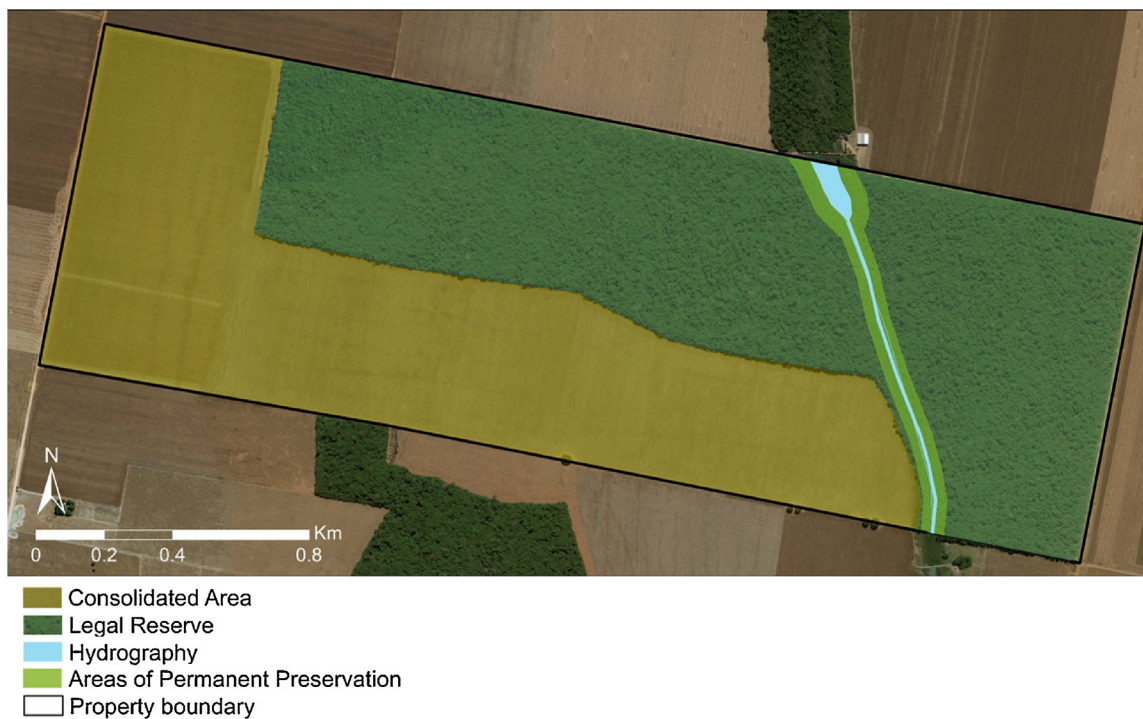 N
Km
0 0.2 0.4 0.8
Consolidated Area
Legal Reserve
Hydrography
Areas of Permanent Preservation
Property boundary